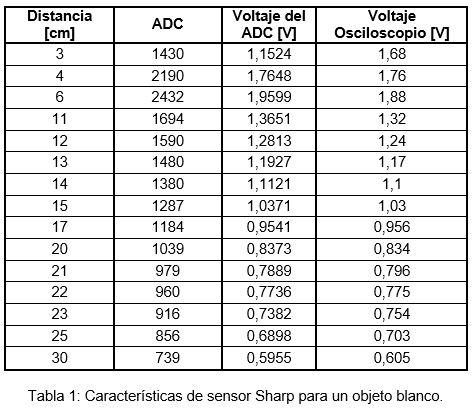 Distancia [cm] ADC Voltaje del ADC [V] Voltaje Osciloscopio [V]
3 1430 1,1524 1,68
4 2190 1,7648 1,76
6 2432 1,9599 1,88
11 1694 1,3651 1,32
12 1590 1,2813 1,24
13 1480 1,1927 1,17
14 1380 1,1121 1,1
15 1287 1,0371 1,03
17 1184 0,9541 0,956
20 1039 0,8373 0,834
21 979 0,7889 0,796
22 960 0,7736 0,775
23 916 0,7382 0,754
25 856 0,6898 0,703
30 739 0,5955 0,605
Tabla 1: Características de sensor Sharp para un objeto blanco.